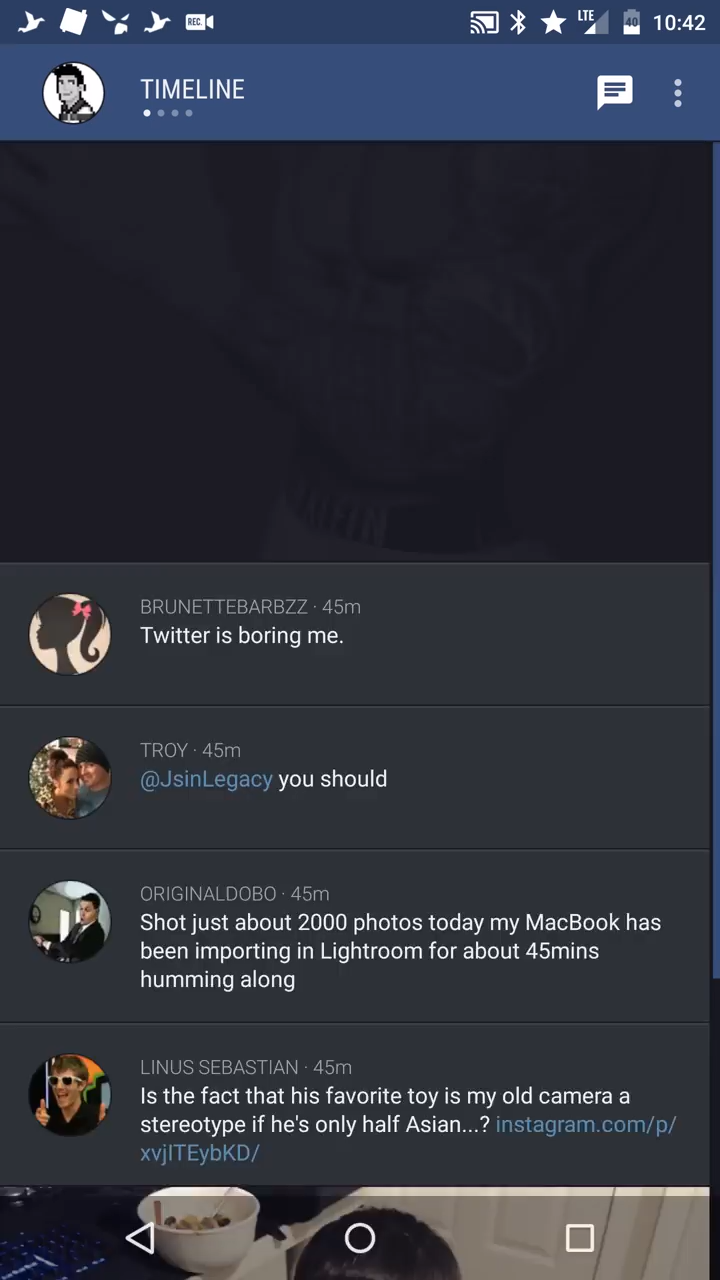 REC.
LTE
40
10:42
TIMELINE
BRUNETTEBARBZZ · 45m
Twitter is boring me.
TROY · 45m
@JsinLegacy you should
ORIGINALDOBO · 45m
Shot just about 2000 photos today my MacBook has
been importing in Lightroom for about 45mins
humming along
LINUS SEBASTIAN · 45m
Is the fact that his favorite toy is my old camera a
stereotype if he's only half Asian...? instagram.com/p/
xvjITEybKD/